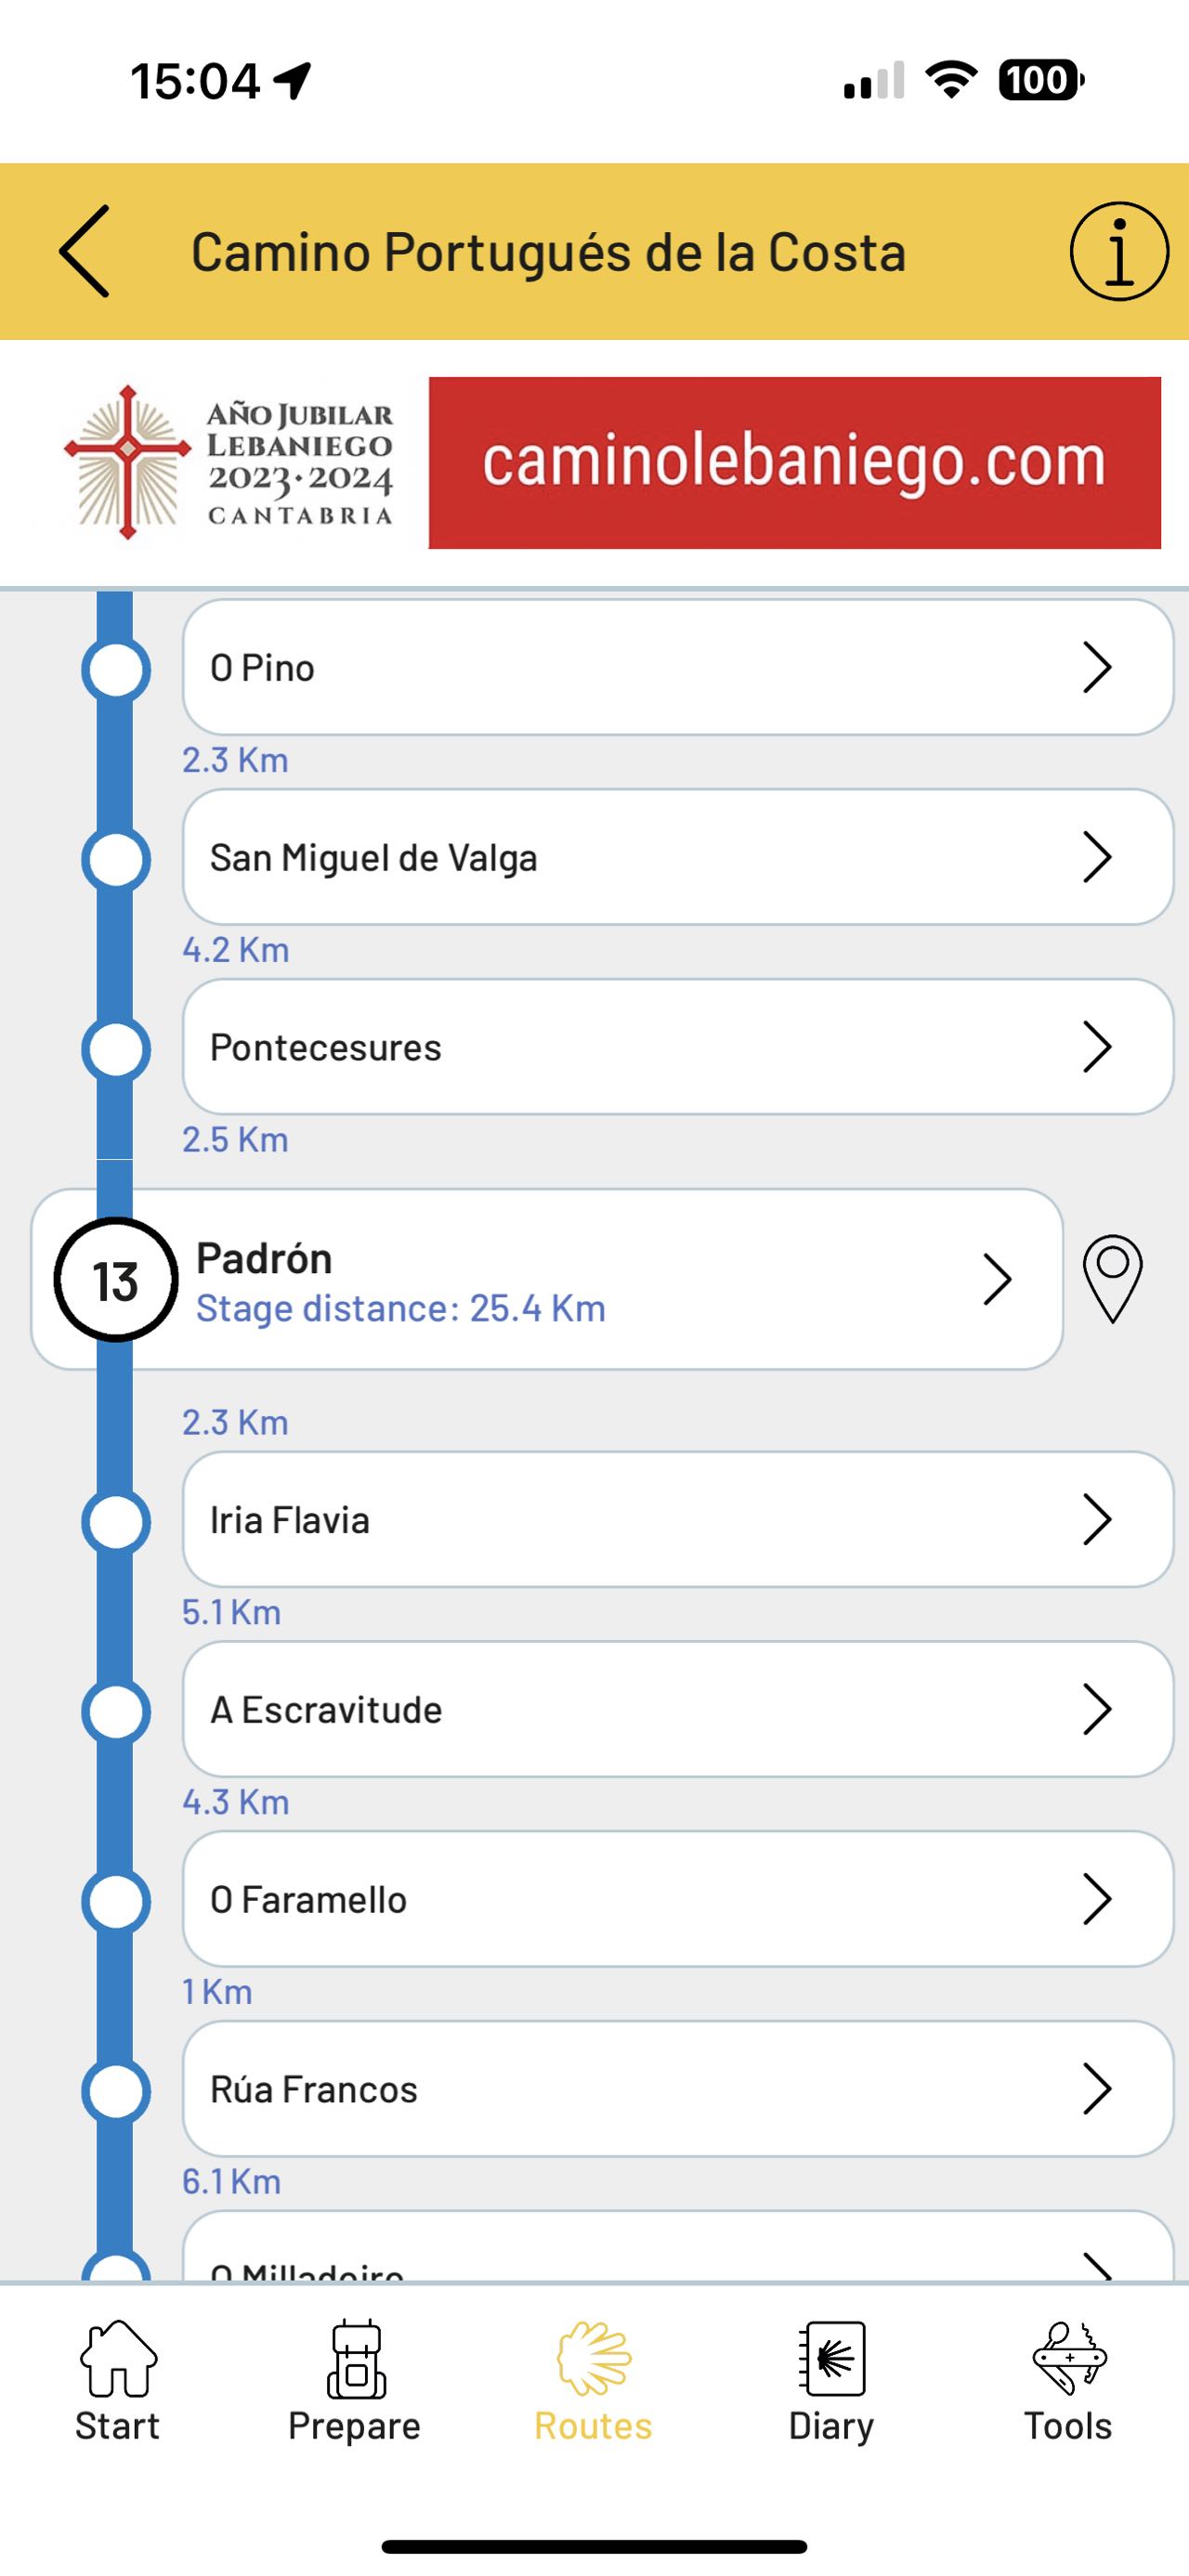 15:04
100
Camino Portugués de la Costa
i
AÑO JUBILAR
LEBANIEGO
2023·2024
CANTABRIA
caminolebaniego.com
O Pino
2.3 Km
San Miguel de Valga
4.2 Km
Pontecesures
2.5 Km
13
Padrón
Stage distance: 25.4 Km
2.3 Km
Iria Flavia
5.1 Km
A Escravitude
4.3 Km
O Faramello
1 Km
Rúa Francos
6.1 Km
O Milladoiro
Start
Prepare
Routes
Diary
Tools